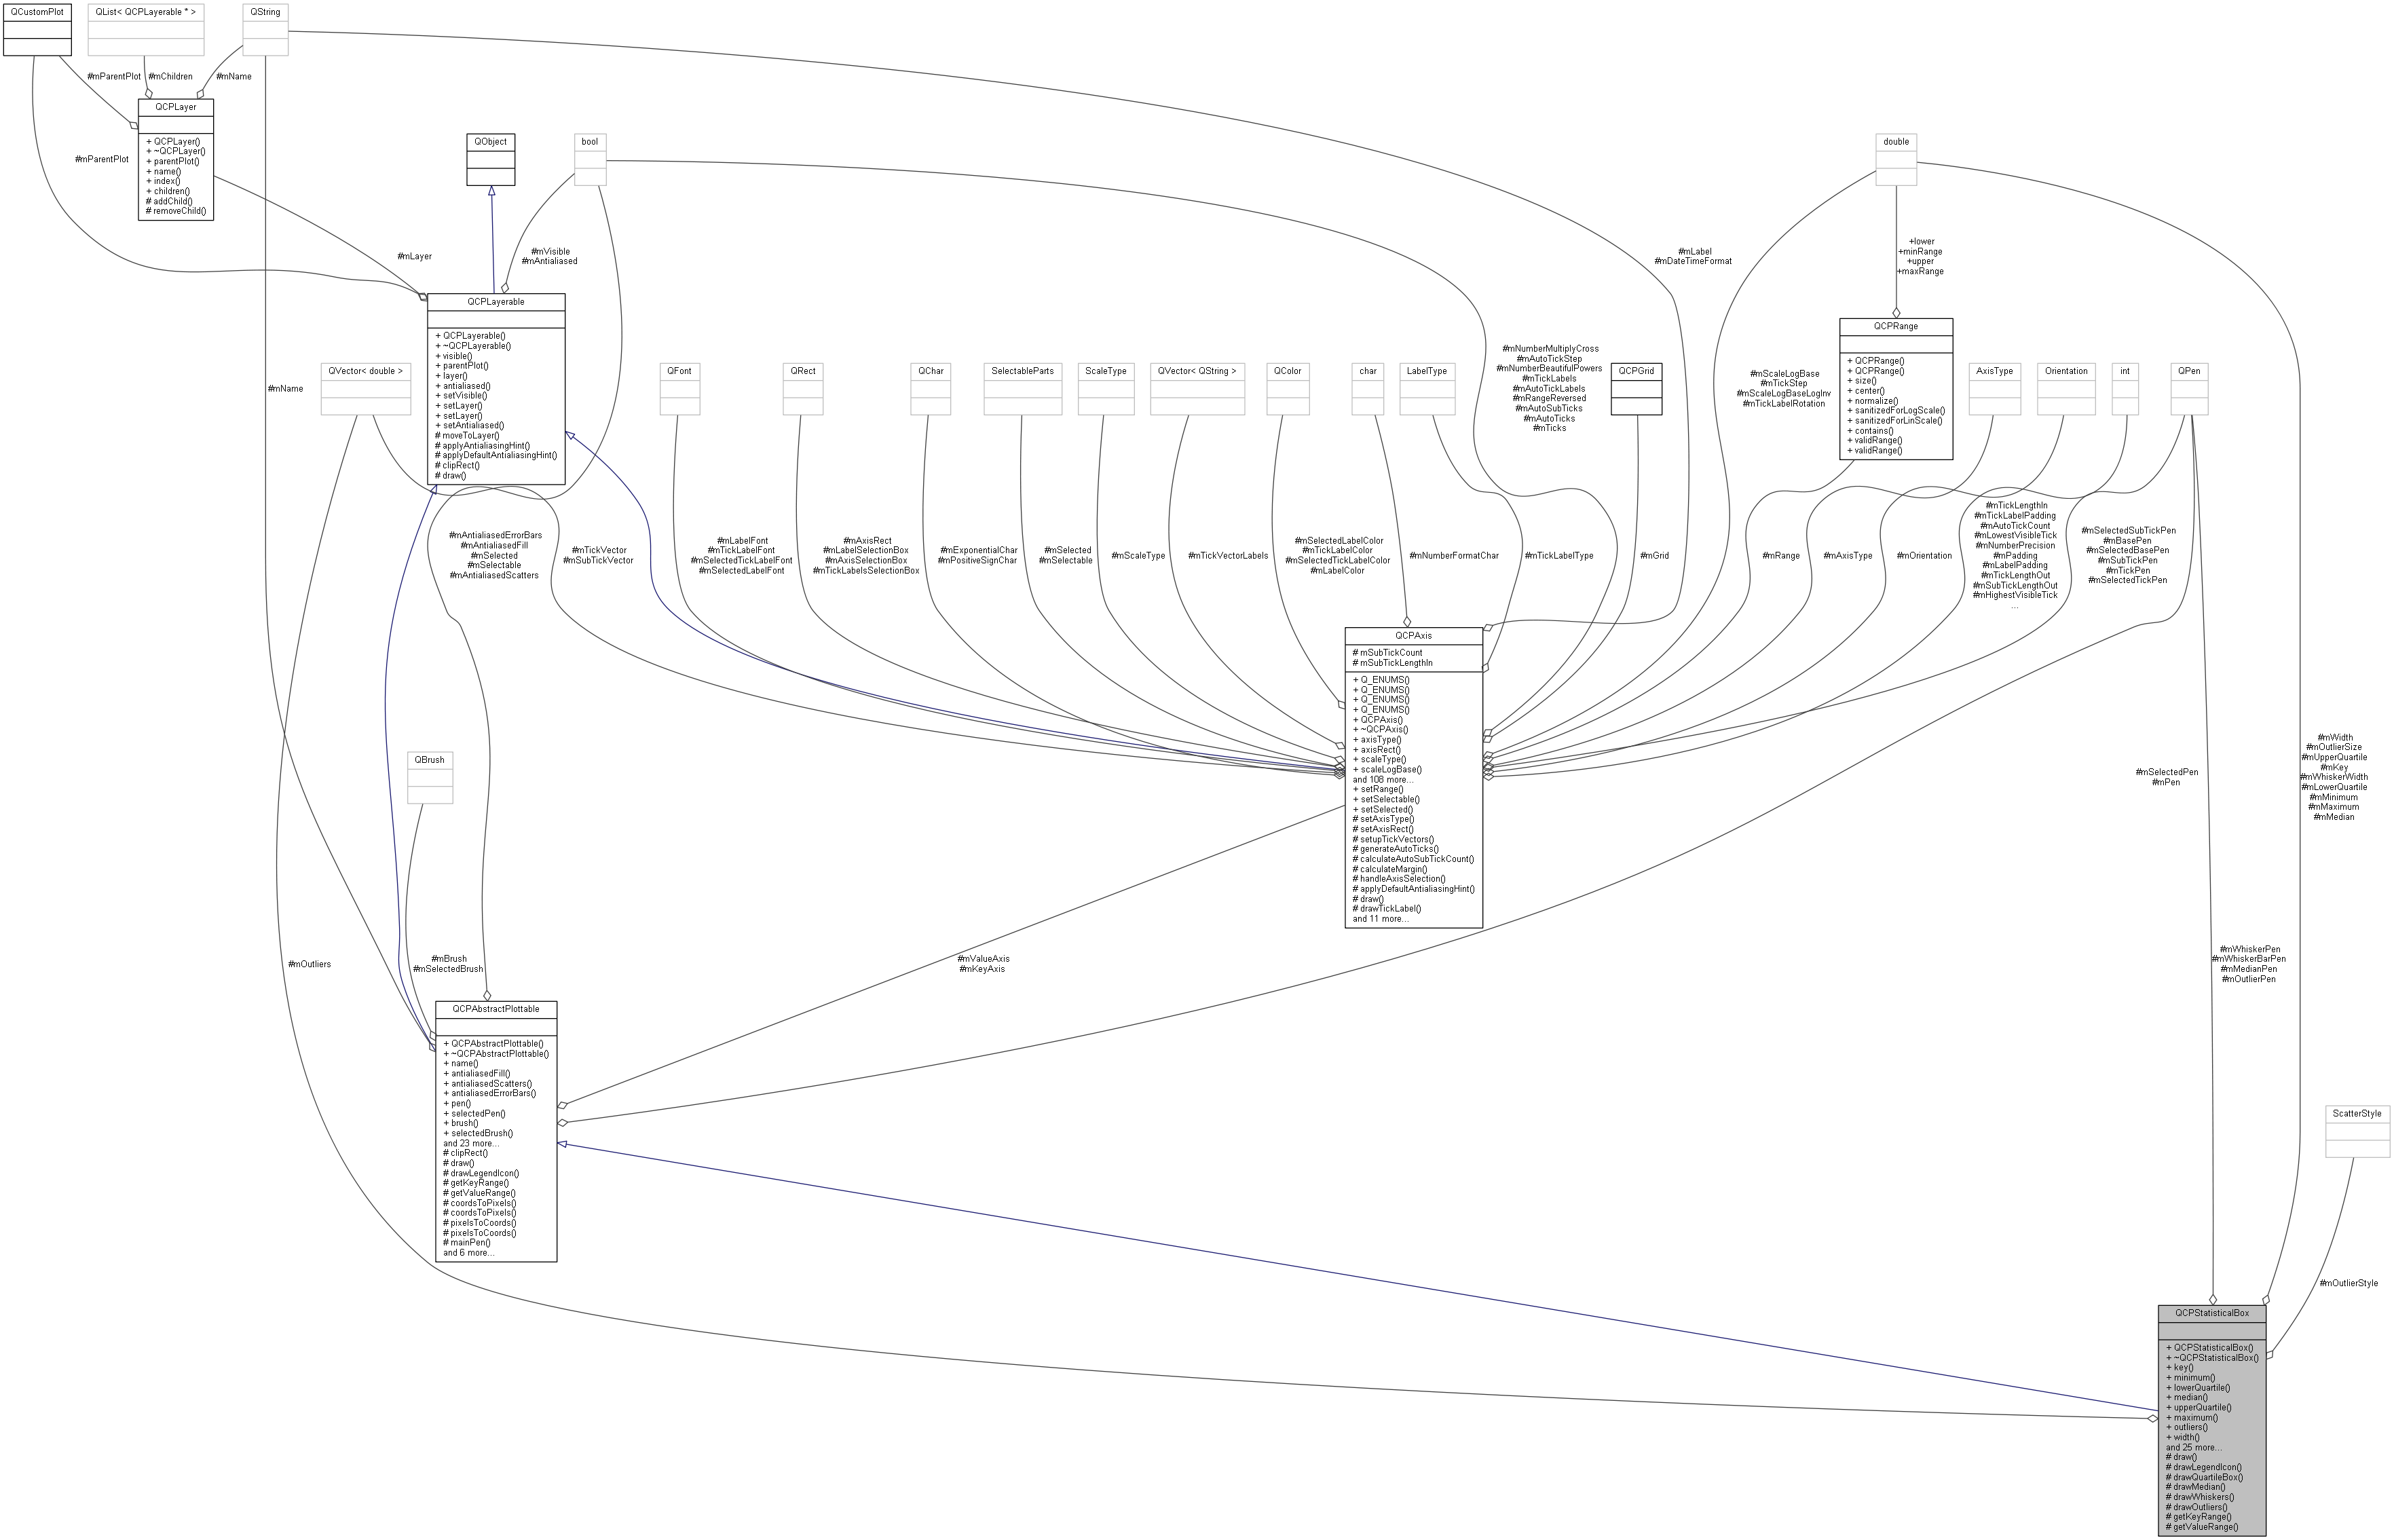 QCustomPlot
QList< QCPLayerable * >
QString
#mParentPlot
#mChildren
#mName
QCPLayer
+ QCPLayer()
+ ~QCPLayer()
+ parentPlot()
+ name()
+ index()
+ children()
# addChild()
# removeChild()
#mParentPlot
QObject
bool
double
#mLayer
#mVisible
#mAntialiased
#mLabel
#mDateTimeFormat
+lower
+minRange
+upper
+maxRange
QCPLayerable
+ QCPLayerable()
+ ~QCPLayerable()
+ visible()
+ parentPlot()
+ layer()
+ antialiased()
+ setVisible()
+ setLayer()
+ setLayer()
+ setAntialiased()
# moveToLayer()
# applyAntialiasingHint()
# applyDefaultAntialiasingHint()
# clipRect()
# draw()
QCPRange
+ QCPRange()
+ QCPRange()
+ size()
+ center()
+ normalize()
+ sanitizedForLogScale()
+ sanitizedForLinScale()
+ contains()
+ validRange()
+ validRange()
#mName
QVector< double >
QFont
QRect
QChar
SelectableParts
ScaleType
QVector< QString >
QColor
char
LabelType
#mNumberMultiplyCross
#mAutoTickStep
#mNumberBeautifulPowers
#mTickLabels
#mAutoTickLabels
#mRangeReversed
#mAutoSubTicks
#mAutoTicks
#mTicks
QCPGrid
#mScaleLogBase
#mTickStep
#mScaleLogBaseLogInv
#mTickLabelRotation
AxisType
Orientation
int
QPen
#mAntialiasedErrorBars
#mAntialiasedFill
#mSelected
#mSelectable
#mAntialiasedScatters
#mTickVector
#mSubTickVector
#mLabelFont
#mTickLabelFont
#mSelectedTickLabelFont
#mSelectedLabelFont
#mAxisRect
#mLabelSelectionBox
#mAxisSelectionBox
#mTickLabelsSelectionBox
#mExponentialChar
#mPositiveSignChar
#mSelected
#mSelectable
#mScaleType
#mTickVectorLabels
#mSelectedLabelColor
#mTickLabelColor
#mSelectedTickLabelColor
#mLabelColor
#mNumberFormatChar
#mTickLabelType
#mGrid
#mRange
#mAxisType
#mOrientation
#mTickLengthIn
#mTickLabelPadding
#mAutoTickCount
#mLowestVisibleTick
#mNumberPrecision
#mPadding
#mLabelPadding
#mTickLengthOut
#mSubTickLengthOut
#mHighestVisibleTick
...
#mSelectedSubTickPen
#mBasePen
#mSelectedBasePen
#mSubTickPen
#mTickPen
#mSelectedTickPen
QCPAxis
# mSubTickCount
# mSubTickLengthIn
+ Q_ENUMS()
+ Q_ENUMS()
+ Q_ENUMS()
+ Q_ENUMS()
+ QCPAxis()
+ ~QCPAxis()
+ axisType()
+ axisRect()
+ scaleType()
+ scaleLogBase()
and 108 more...
+ setRange()
+ setSelectable()
+ setSelected()
# setAxisType()
# setAxisRect()
# setupTickVectors()
# generateAutoTicks()
# calculateAutoSubTickCount()
# calculateMargin()
# handleAxisSelection()
# applyDefaultAntialiasingHint()
# draw()
# drawTickLabel()
and 11 more...
QBrush
#mSelectedPen
#mPen
#mWidth
#mOutlierSize
#mUpperQuartile
#mKey
#mWhiskerWidth
#mLowerQuartile
#mMinimum
#mMaximum
#mMedian
#mOutliers
#mBrush
#mSelectedBrush
#mValueAxis
#mKeyAxis
#mWhiskerPen
#mWhiskerBarPen
#mMedianPen
#mOutlierPen
QCPAbstractPlottable
+ QCPAbstractPlottable()
+ ~QCPAbstractPlottable()
+ name()
+ antialiasedFill()
+ antialiasedScatters()
+ antialiasedErrorBars()
+ pen()
+ selectedPen()
+ brush()
+ selectedBrush()
and 23 more...
# clipRect()
# draw()
# drawLegendIcon()
# getKeyRange()
# getValueRange()
# coordsToPixels()
# coordsToPixels()
# pixelsToCoords()
# pixelsToCoords()
# mainPen()
and 6 more...
ScatterStyle
#mOutlierStyle
QCPStatisticalBox
+ QCPStatisticalBox()
+ ~QCPStatisticalBox()
+ key()
+ minimum()
+ lowerQuartile()
+ median()
+ upperQuartile()
+ maximum()
+ outliers()
+ width()
and 25 more...
# draw()
# drawLegendIcon()
# drawQuartileBox()
# drawMedian()
# drawWhiskers()
# drawOutliers()
# getKeyRange()
# getValueRange()